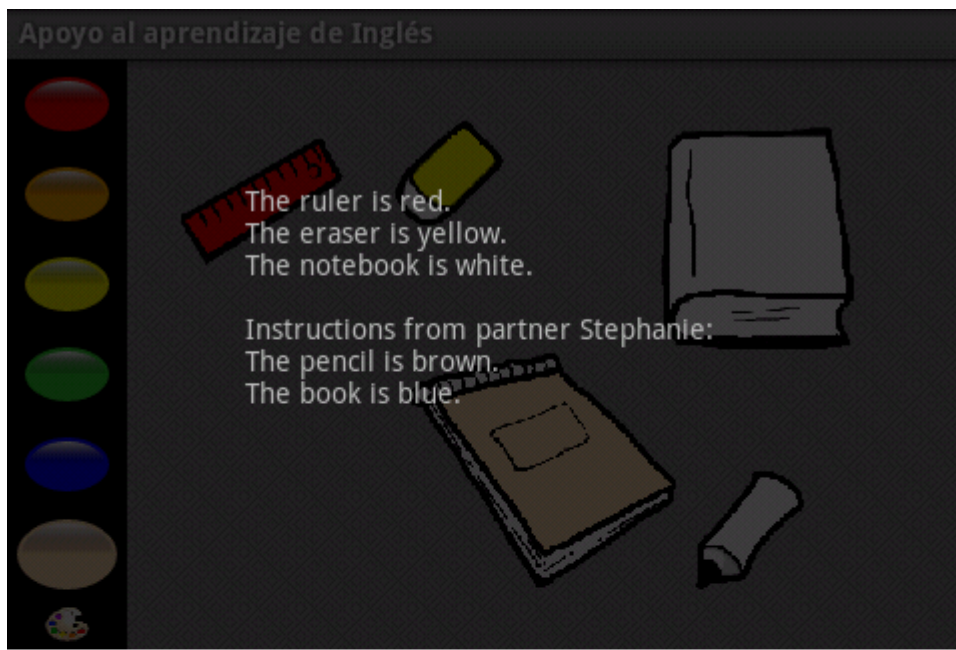 Apoyo al aprendizaje de Inglés
The ruler is red.
The eraser is yellow.
The notebook is white.
Instructions from partner Stephanie:
The pencil is brown.
The book is blue.